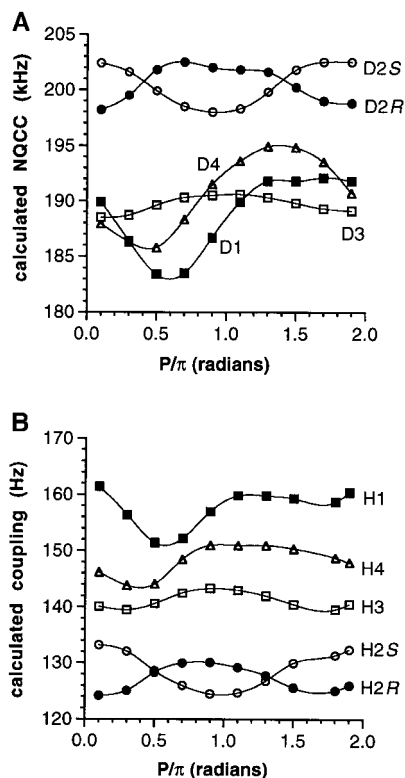 A
calculated NQCC (kHz)
205
200
195
190
185
180
D2S
D2R
D4
D1
D3
0.0
0.5
1.0
1.5
2.0
P/π (radians)
B
calculated coupling (Hz)
170
160
150
140
130
120
H1
H4
H3
H2S
H2R
0.0
0.5
1.0
1.5
2.0
P/π (radians)